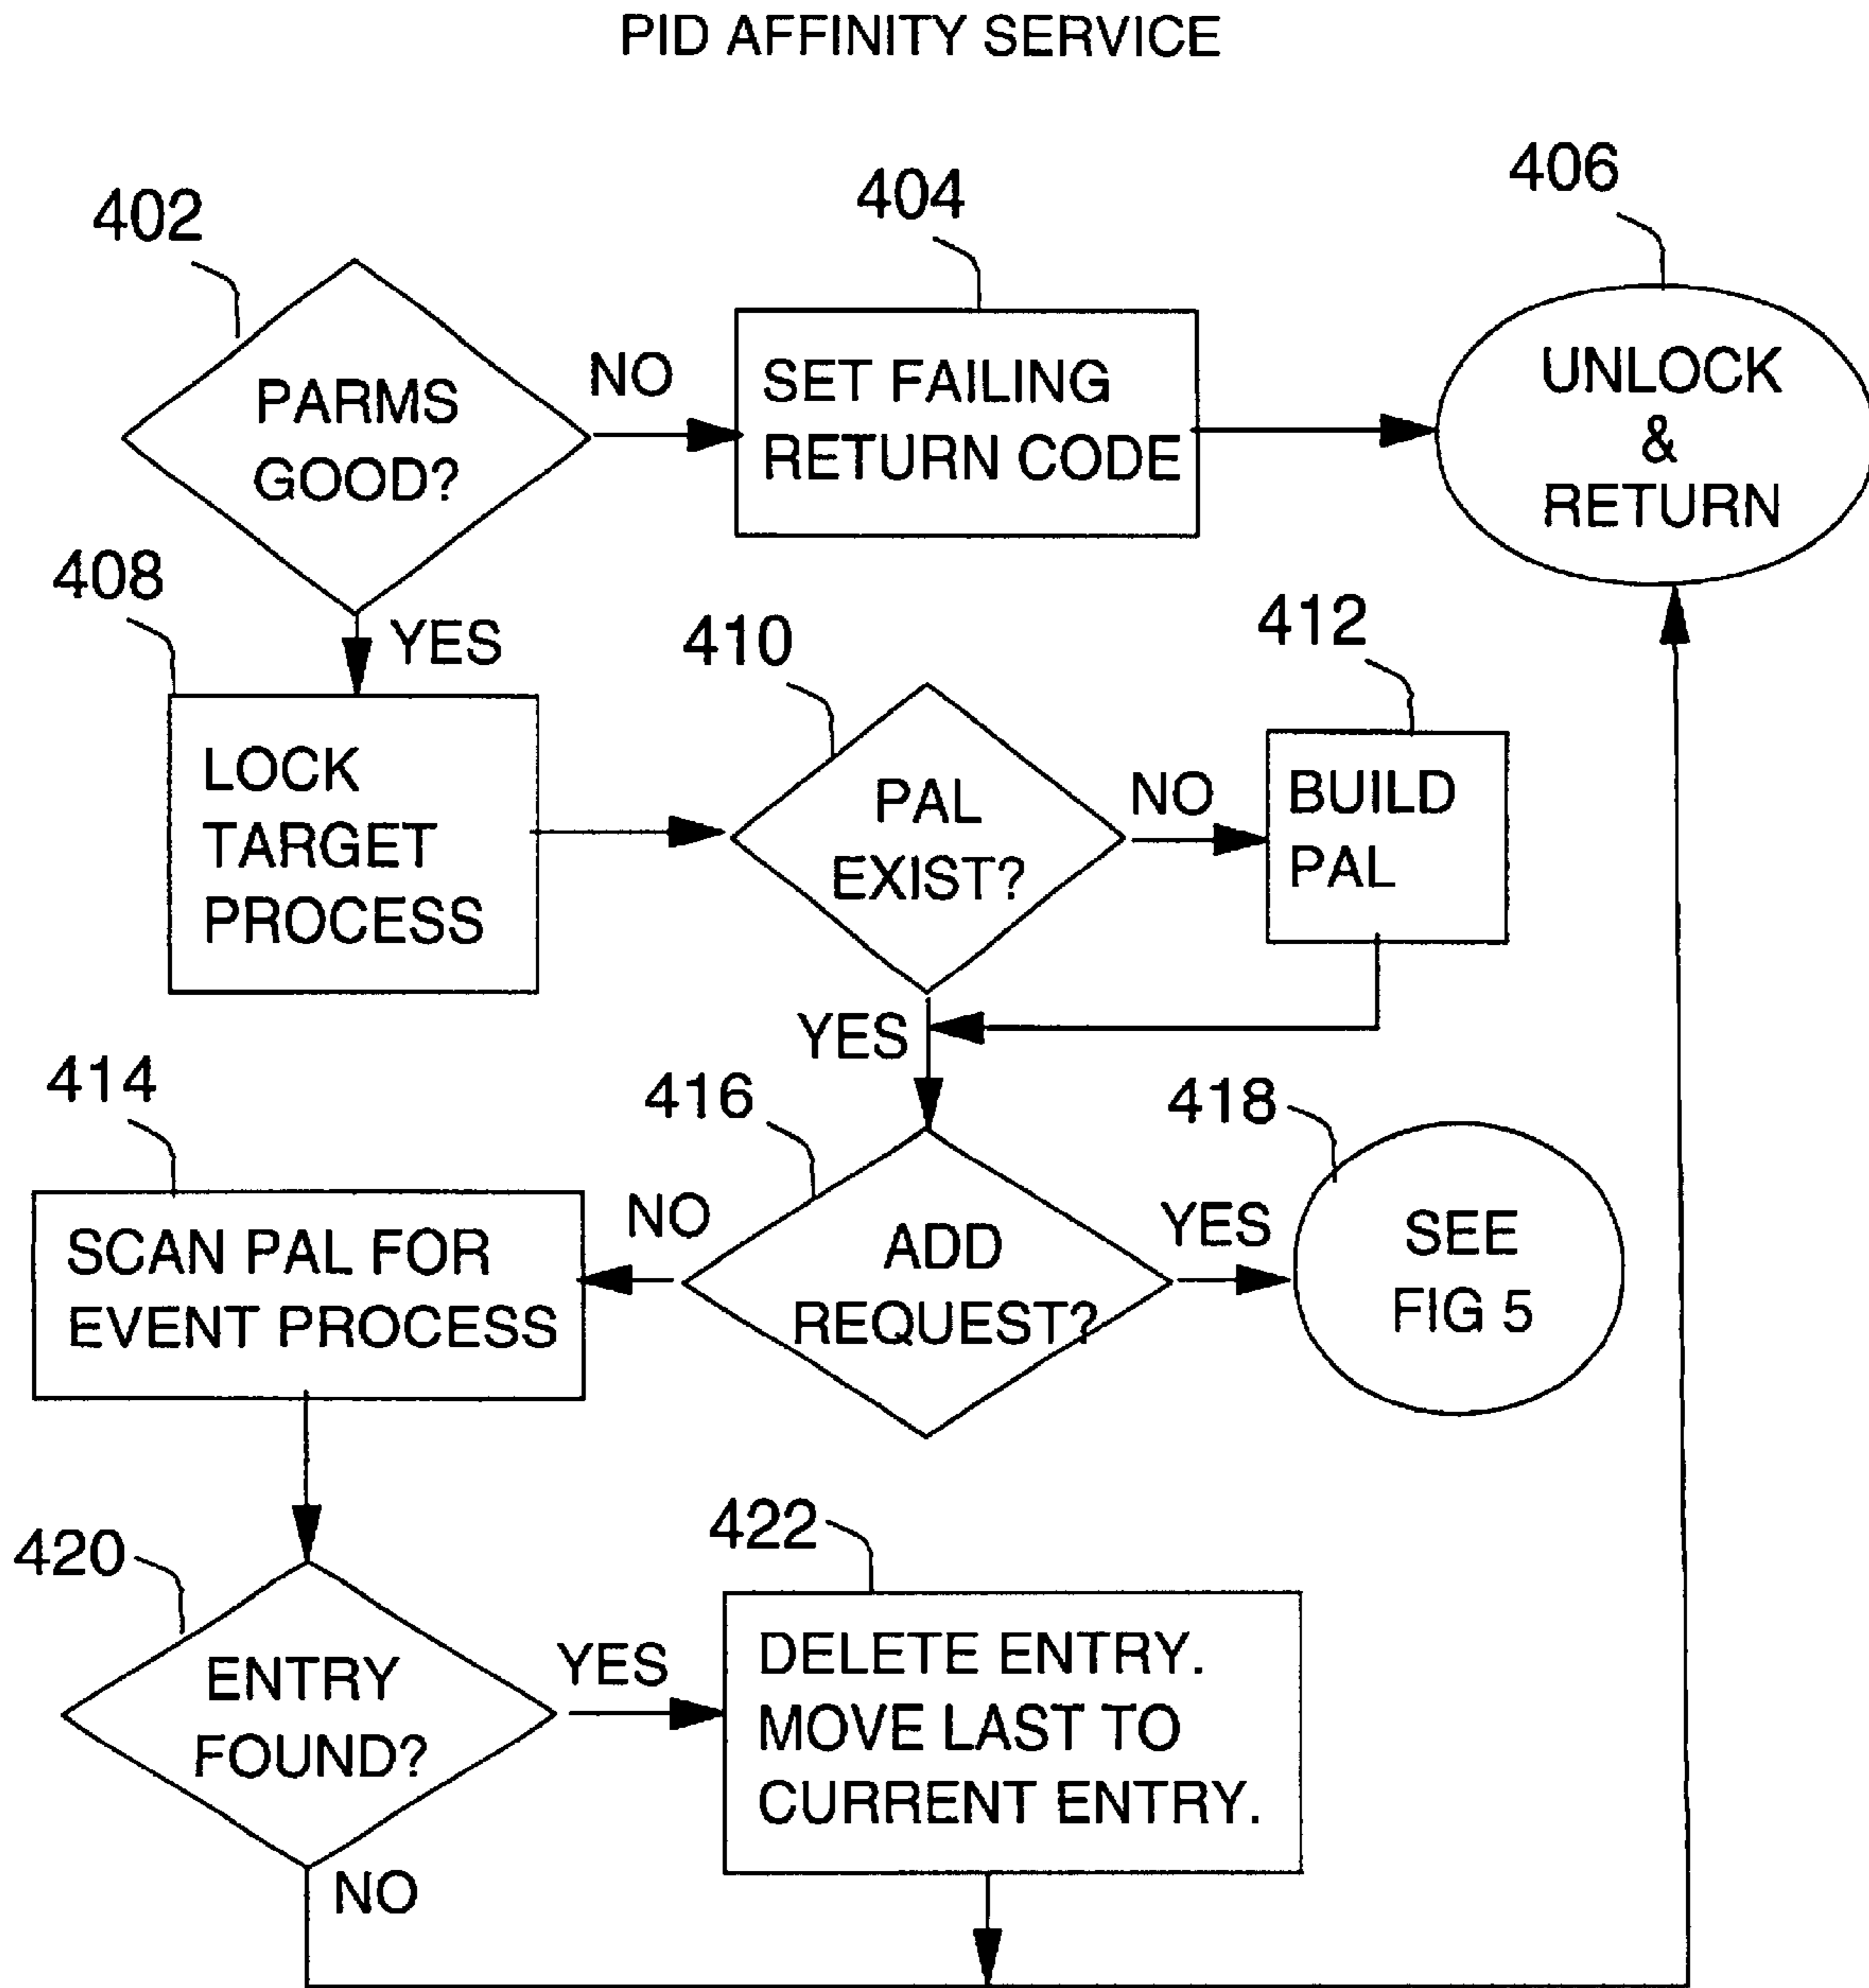 PID AFFINITY SERVICE
402
404
406
PARMS
GOOD?
NO
SET FAILING
RETURN CODE
UNLOCK
&
RETURN
408
YES
410
412
LOCK
TARGET
PROCESS
PAL
EXIST?
NO
BUILD
PAL
YES
414
416
418
SCAN PAL FOR
EVENT PROCESS
NO
ADD
REQUEST?
YES
SEE
FIG 5
420
422
ENTRY
FOUND?
YES
DELETE ENTRY.
MOVE LAST TO
CURRENT ENTRY.
NO